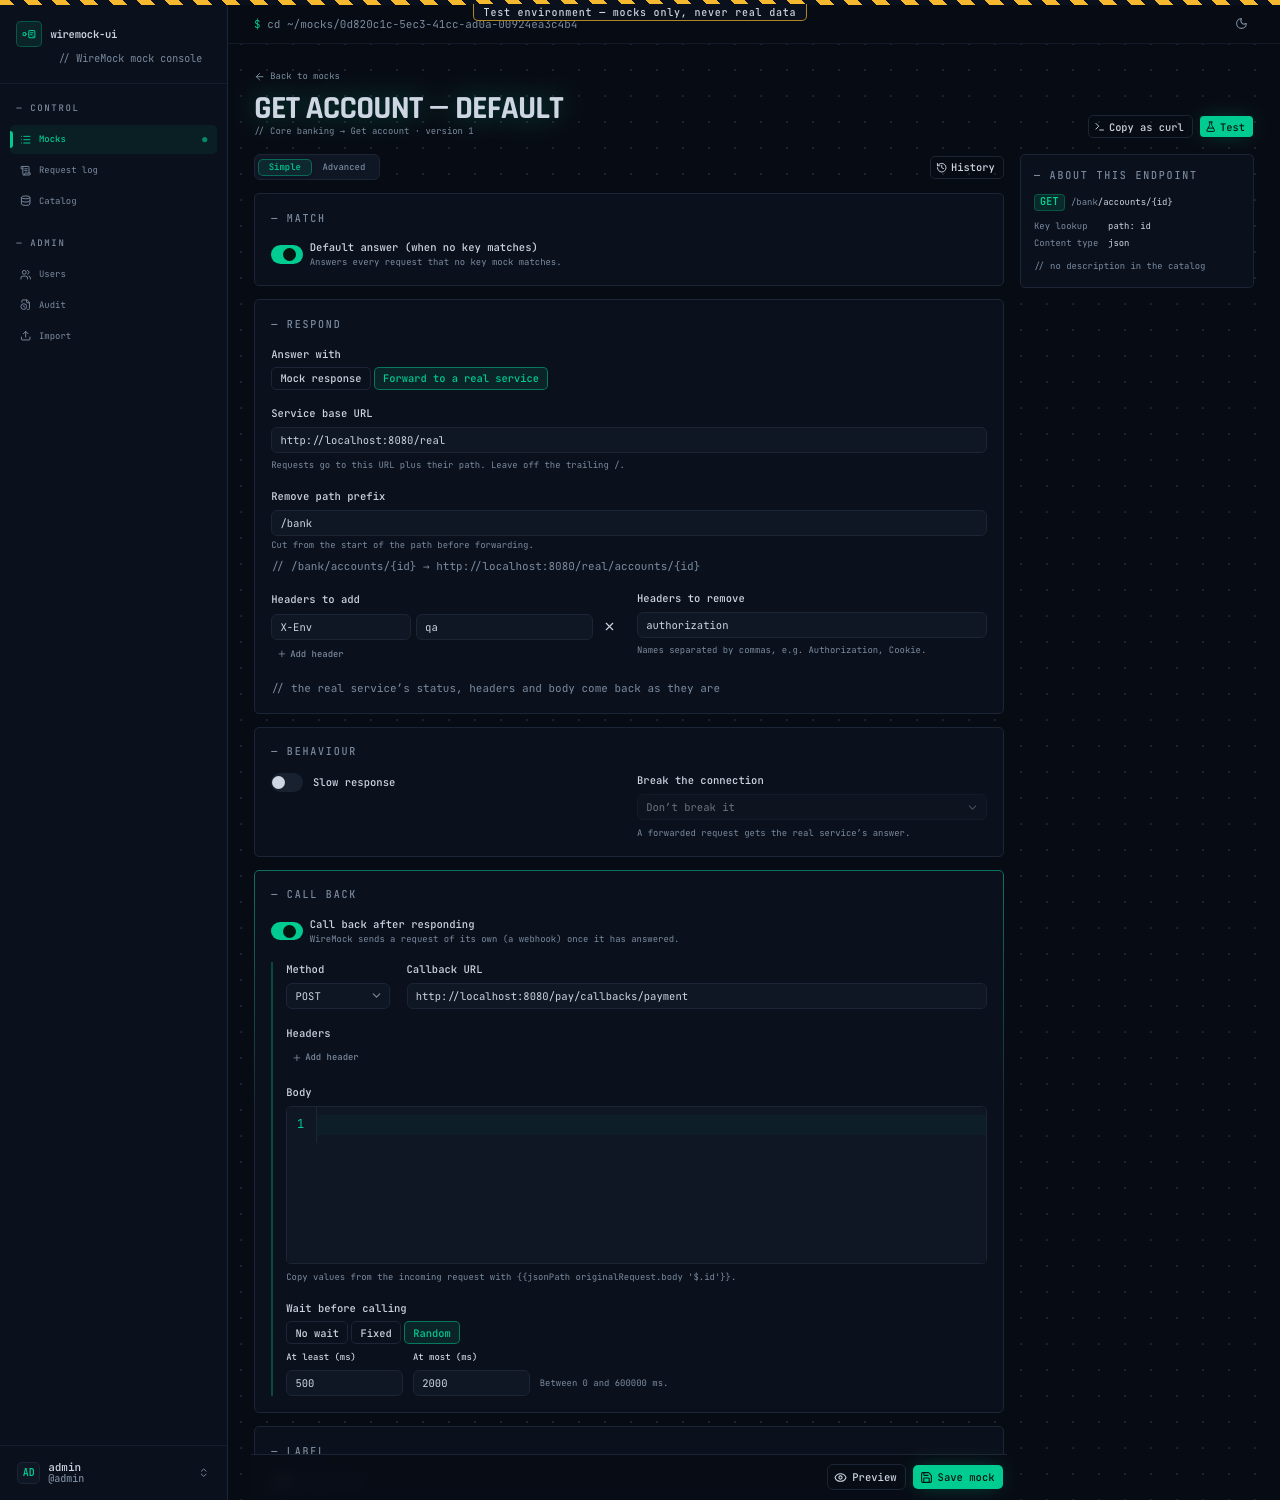 Test environment — mocks only, never real data
wiremock-ui
// WireMock mock console
$ cd ~/mocks/0d820c1c-5ec3-41cc-ad0a-00924ea3c4b4
— CONTROL
Mocks
Request log
Catalog
— ADMIN
Users
Audit
Import
← Back to mocks
GET ACCOUNT — DEFAULT
// Core banking → Get account · version 1
Copy as curl
Test
Simple
Advanced
History
— MATCH
Default answer (when no key matches)
Answers every request that no key mock matches.
— RESPOND
Answer with
Mock response
Forward to a real service
Service base URL
http://localhost:8080/real
Requests go to this URL plus their path. Leave off the trailing /.
Remove path prefix
/bank
Cut from the start of the path before forwarding.
// /bank/accounts/{id} → http://localhost:8080/real/accounts/{id}
Headers to add
X-Env
qa
+ Add header
Headers to remove
authorization
Names separated by commas, e.g. Authorization, Cookie.
// the real service’s status, headers and body come back as they are
— BEHAVIOUR
Slow response
Break the connection
Don’t break it
A forwarded request gets the real service’s answer.
— CALL BACK
Call back after responding
WireMock sends a request of its own (a webhook) once it has answered.
Method
POST
Callback URL
http://localhost:8080/pay/callbacks/payment
Headers
+ Add header
Body
1
Copy values from the incoming request with {{jsonPath originalRequest.body '$.id'}}.
Wait before calling
No wait
Fixed
Random
At least (ms)
500
At most (ms)
2000
Between 0 and 600000 ms.
— LABEL
Preview
Save mock
— ABOUT THIS ENDPOINT
GET /bank/accounts/{id}
Key lookup path: id
Content type json
// no description in the catalog
AD
admin
@admin